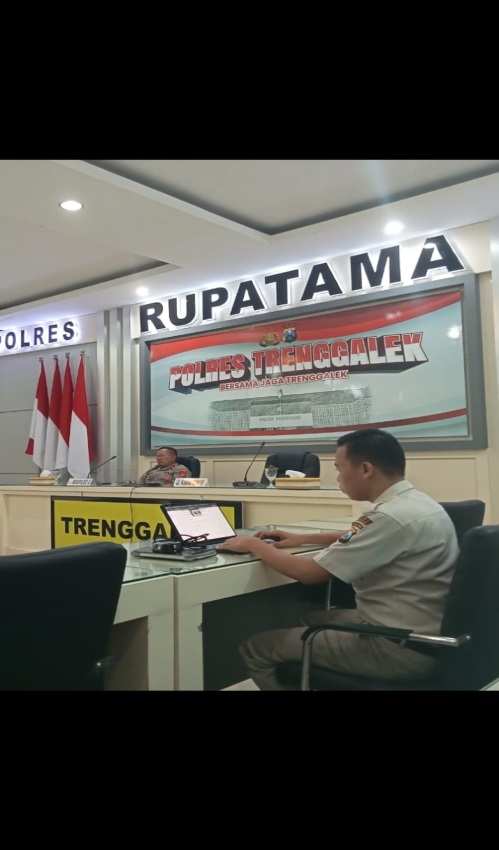 POLRES
RUPATAMA
POLRES TRENGGALEK
BERSAMA JAGA TRENGGALEK
TRENGGA